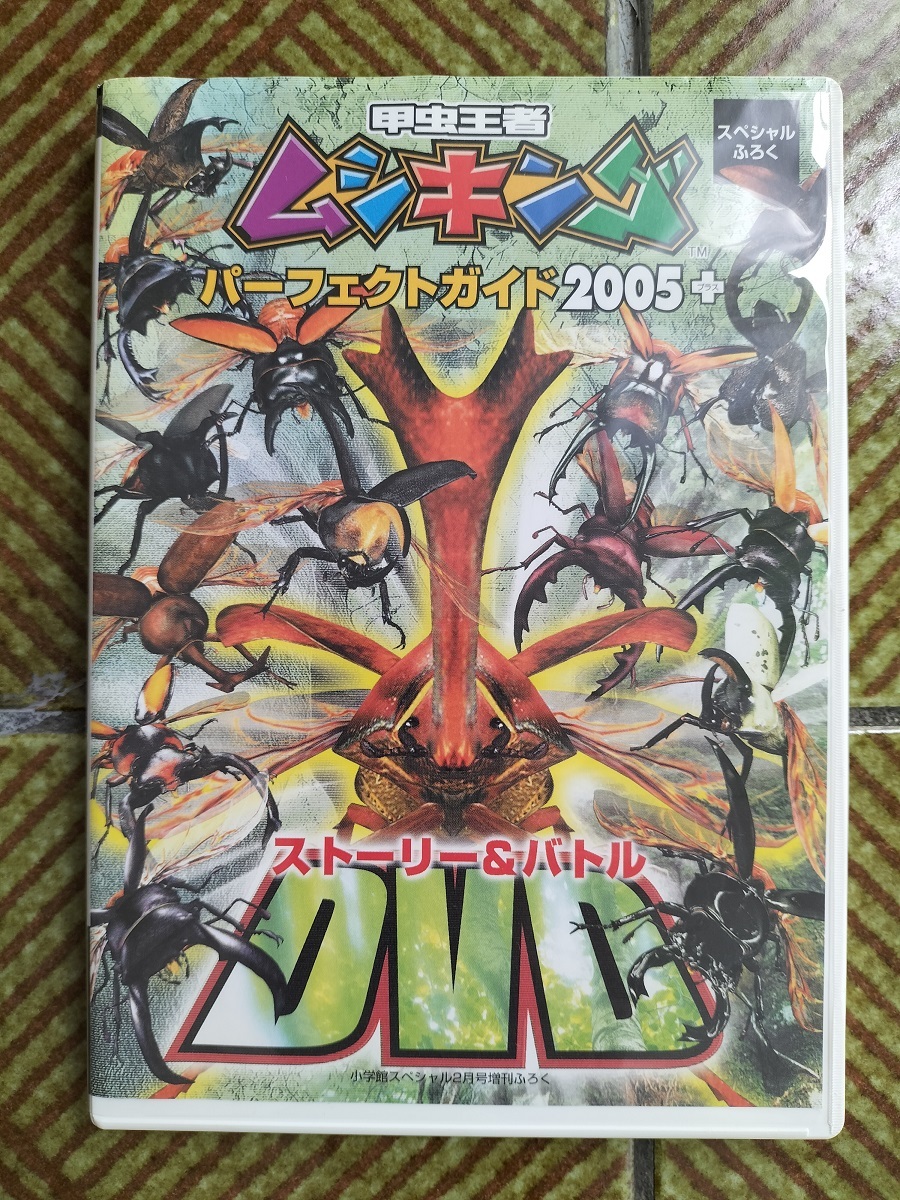 甲虫王者
スペシャル
ふろく
ムシキング™
パーフェクトガイド2005+
プラス
ストーリー&バトル
DVD
小学館スペシャル2月号増刊ふろく